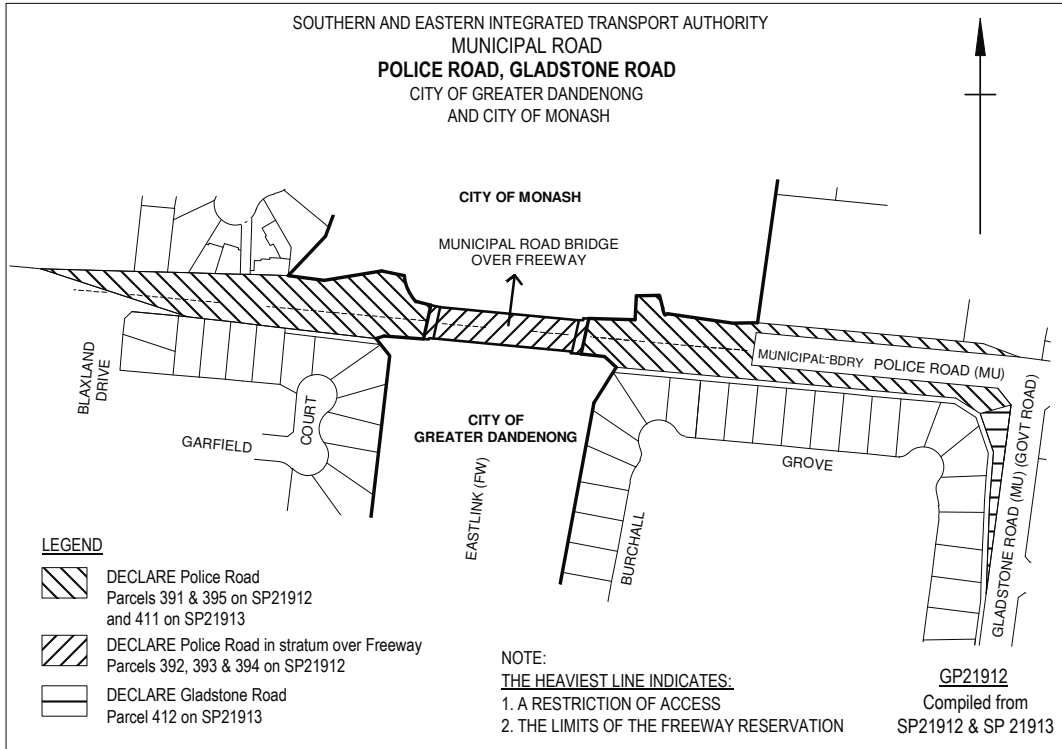 SOUTHERN AND EASTERN INTEGRATED TRANSPORT AUTHORITY
MUNICIPAL ROAD
POLICE ROAD, GLADSTONE ROAD
CITY OF GREATER DANDENONG
AND CITY OF MONASH
CITY OF MONASH
MUNICIPAL ROAD BRIDGE
OVER FREEWAY
MUNICIPAL BDRY POLICE ROAD (MU)
BLAXLAND
DRIVE
GARFIELD
COURT
CITY OF
GREATER DANDENONG
EASTLINK (FW)
BURCHALL
GROVE
GLADSTONE ROAD (MU) (GOVT ROAD)
LEGEND
DECLARE Police Road
Parcels 391 & 395 on SP21912
and 411 on SP21913
DECLARE Police Road in stratum over Freeway
Parcels 392, 393 & 394 on SP21912
DECLARE Gladstone Road
Parcel 412 on SP21913
NOTE:
THE HEAVIEST LINE INDICATES:
1. A RESTRICTION OF ACCESS
2. THE LIMITS OF THE FREEWAY RESERVATION
GP21912
Compiled from
SP21912 & SP 21913